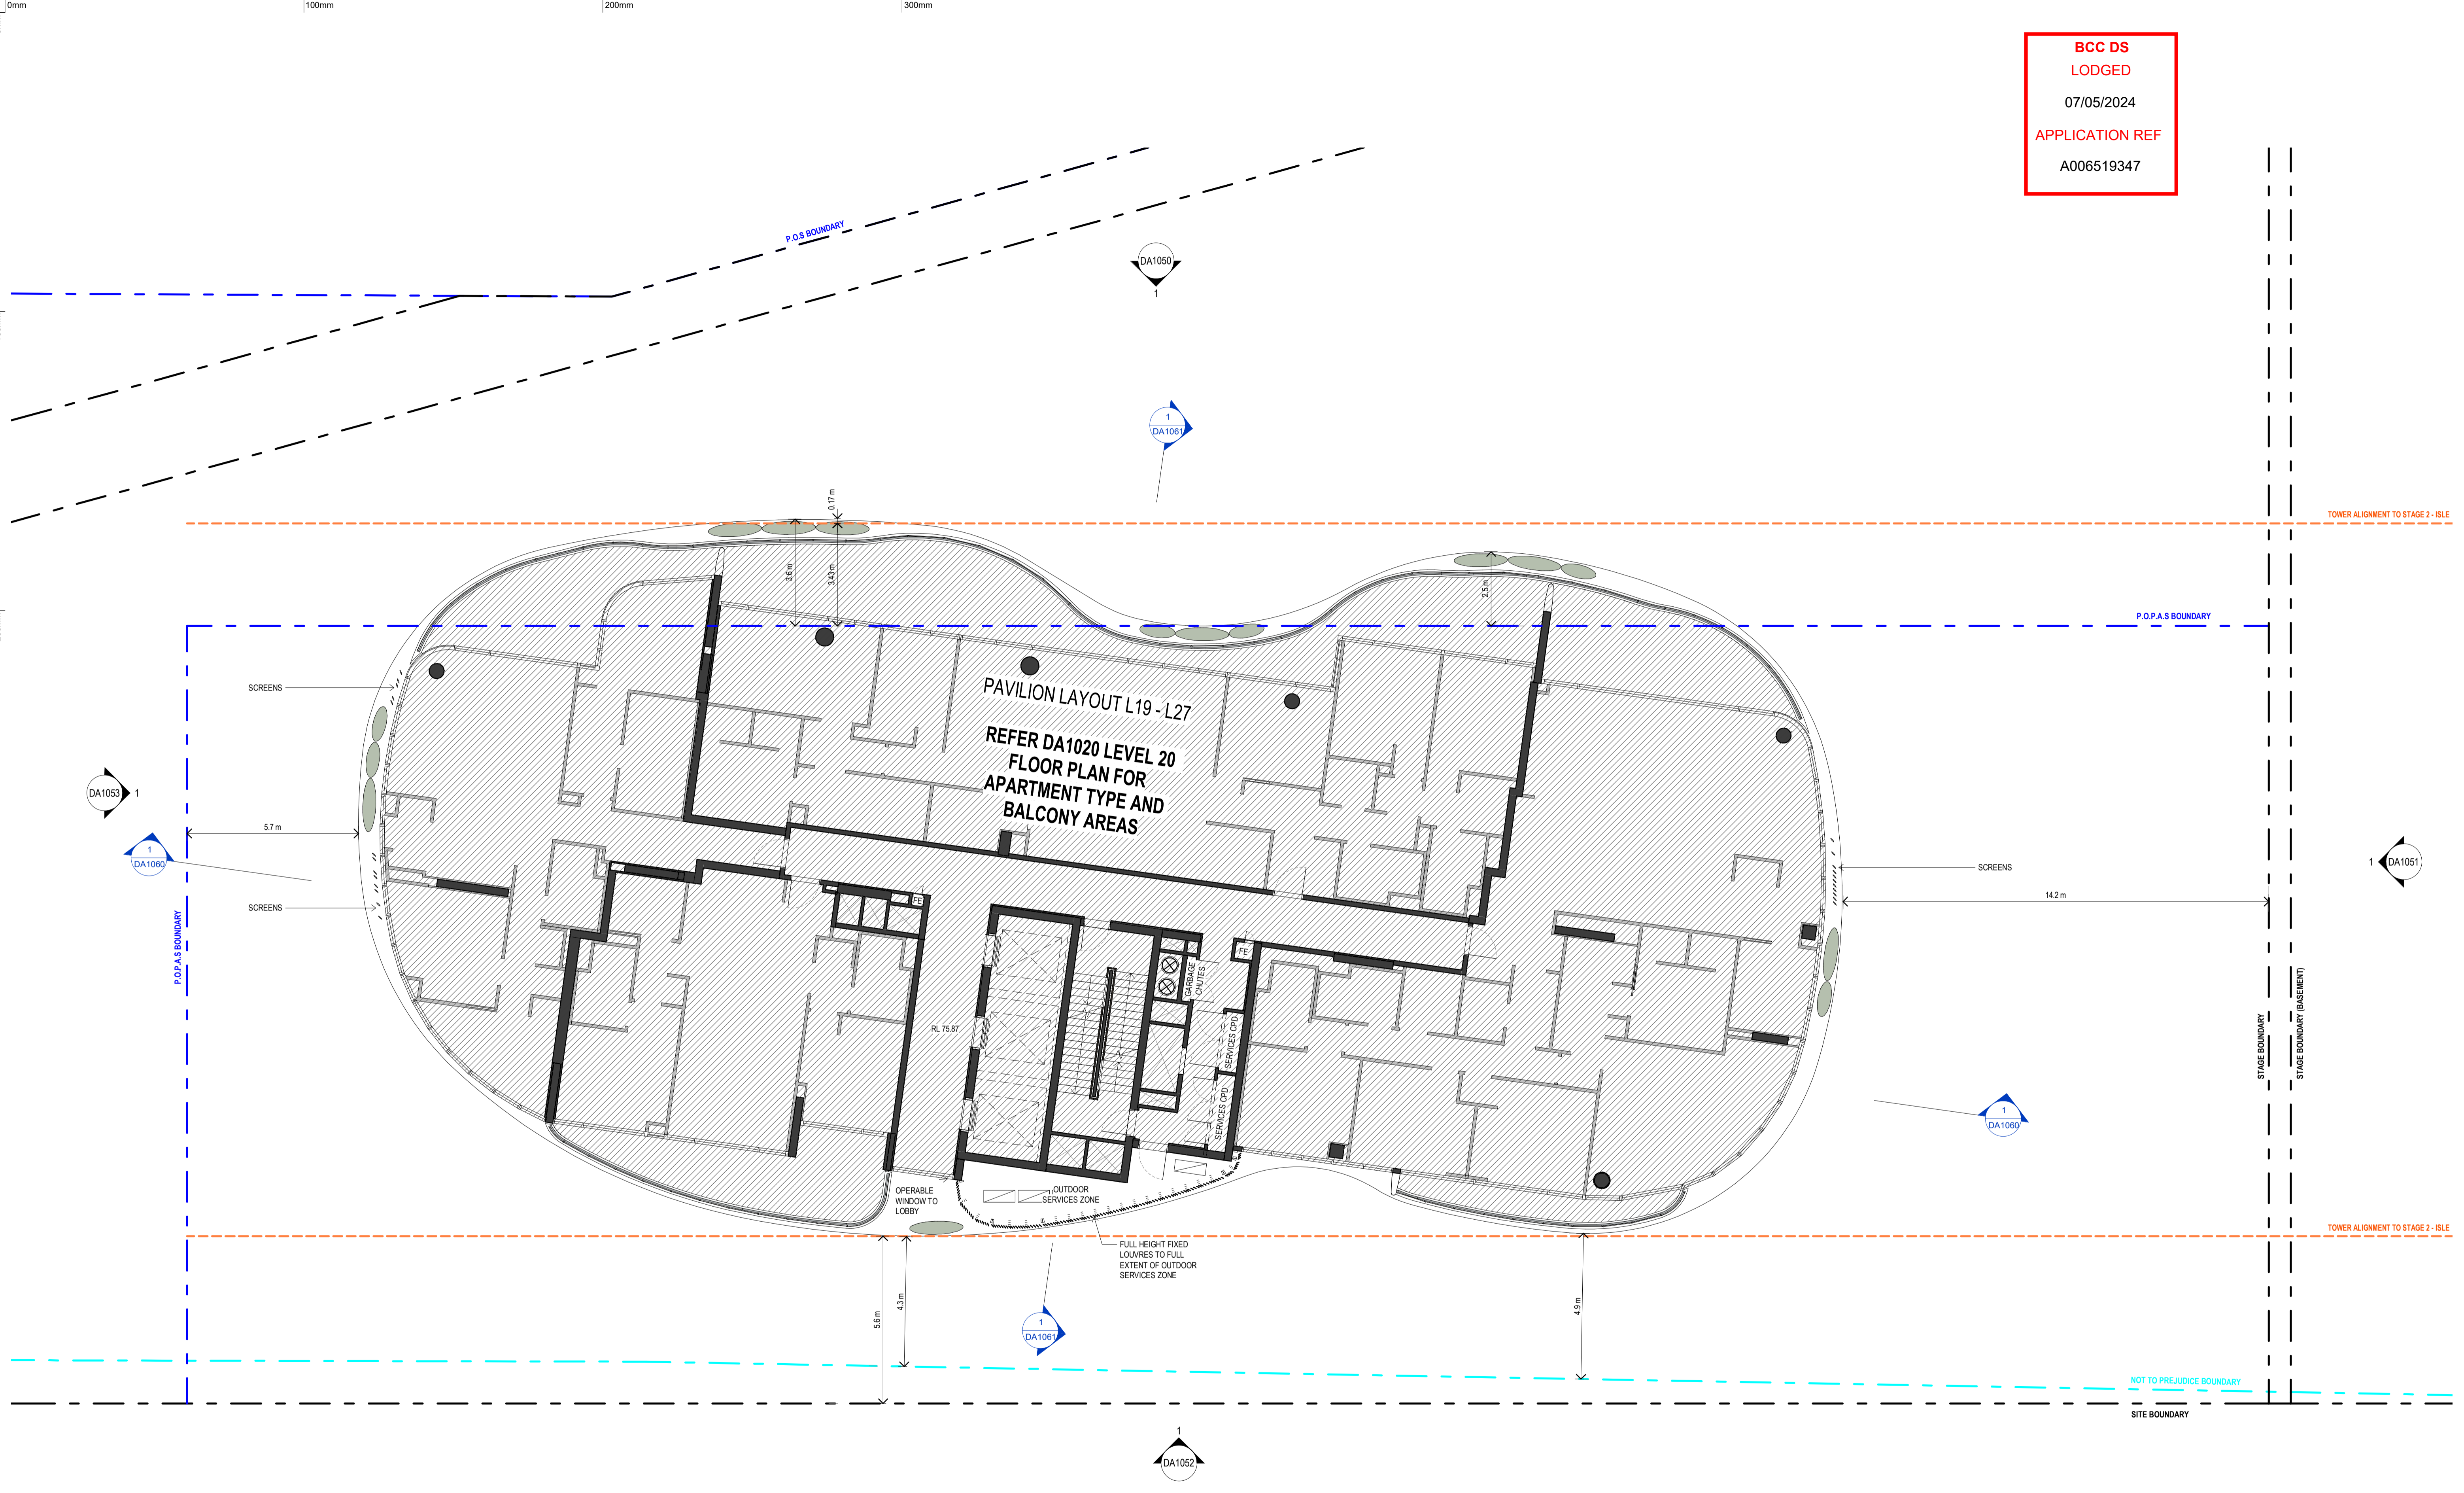 0mm
100mm
200mm
300mm
BCC DS
LODGED
07/05/2024
APPLICATION REF
A006519347
P.O.S BOUNDARY
DA1050
1
1
DA1061
0.17 m
TOWER ALIGNMENT TO STAGE 2 - ISLE
3.6 m
3.43 m
2.5 m
P.O.P.A.S BOUNDARY
SCREENS
PAVILION LAYOUT L19 - L27
REFER DA1020 LEVEL 20
FLOOR PLAN FOR
APARTMENT TYPE AND
BALCONY AREAS
DA1053
1
5.7 m
1
DA1060
SCREENS
P.O.P.A.S BOUNDARY
FE
FE
GARBAGE
CHUTES
SERVICES CPD.
SERVICES CPD
RL 75.87
SCREENS
14.2 m
1
DA1051
STAGE BOUNDARY
STAGE BOUNDARY (BASEMENT)
1
DA1060
OPERABLE
WINDOW TO
LOBBY
OUTDOOR
SERVICES ZONE
TOWER ALIGNMENT TO STAGE 2 - ISLE
FULL HEIGHT FIXED
LOUVRES TO FULL
EXTENT OF OUTDOOR
SERVICES ZONE
5.6 m
4.3 m
4.9 m
1
DA1061
NOT TO PREJUDICE BOUNDARY
SITE BOUNDARY
1
DA1052